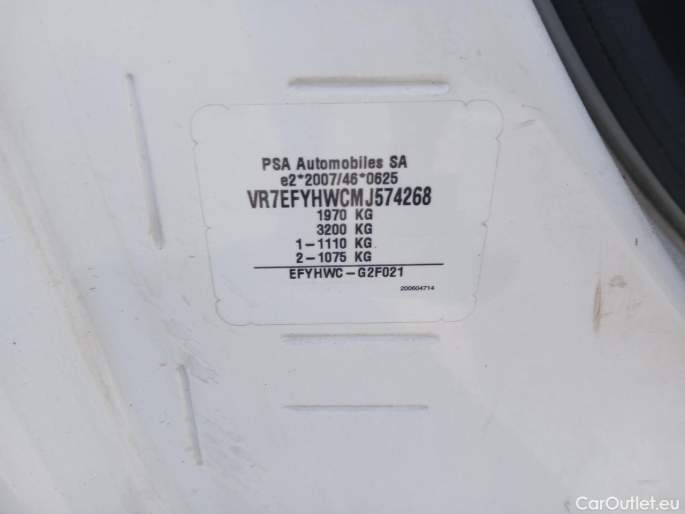 PSA Automobiles SA
e2*2007/46*0625
VR7EFYHWCMJ574268
1970 KG
3200 KG
1-1110 KG
2-1075 KG
EFYHWC-G2F021
200604714
CarOutlet.eu